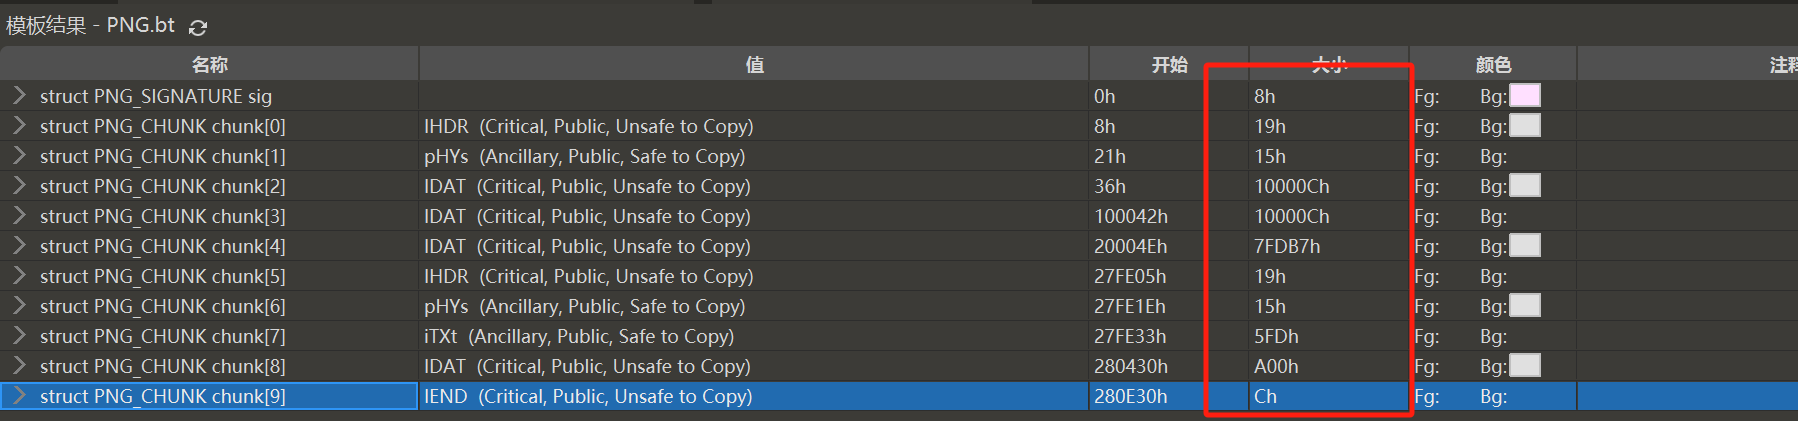 模板结果 - PNG.bt
名称 值 开始 大小 颜色 注释
struct PNG_SIGNATURE sig 0h 8h Fg: Bg:
struct PNG_CHUNK chunk[0] IHDR (Critical, Public, Unsafe to Copy) 8h 19h Fg: Bg:
struct PNG_CHUNK chunk[1] pHYs (Ancillary, Public, Safe to Copy) 21h 15h Fg: Bg:
struct PNG_CHUNK chunk[2] IDAT (Critical, Public, Unsafe to Copy) 36h 10000Ch Fg: Bg:
struct PNG_CHUNK chunk[3] IDAT (Critical, Public, Unsafe to Copy) 100042h 10000Ch Fg: Bg:
struct PNG_CHUNK chunk[4] IDAT (Critical, Public, Unsafe to Copy) 20004Eh 7FDB7h Fg: Bg:
struct PNG_CHUNK chunk[5] IHDR (Critical, Public, Unsafe to Copy) 27FE05h 19h Fg: Bg:
struct PNG_CHUNK chunk[6] pHYs (Ancillary, Public, Safe to Copy) 27FE1Eh 15h Fg: Bg:
struct PNG_CHUNK chunk[7] iTXt (Ancillary, Public, Safe to Copy) 27FE33h 5FDh Fg: Bg:
struct PNG_CHUNK chunk[8] IDAT (Critical, Public, Unsafe to Copy) 280430h A00h Fg: Bg:
struct PNG_CHUNK chunk[9] IEND (Critical, Public, Unsafe to Copy) 280E30h Ch Fg: Bg: